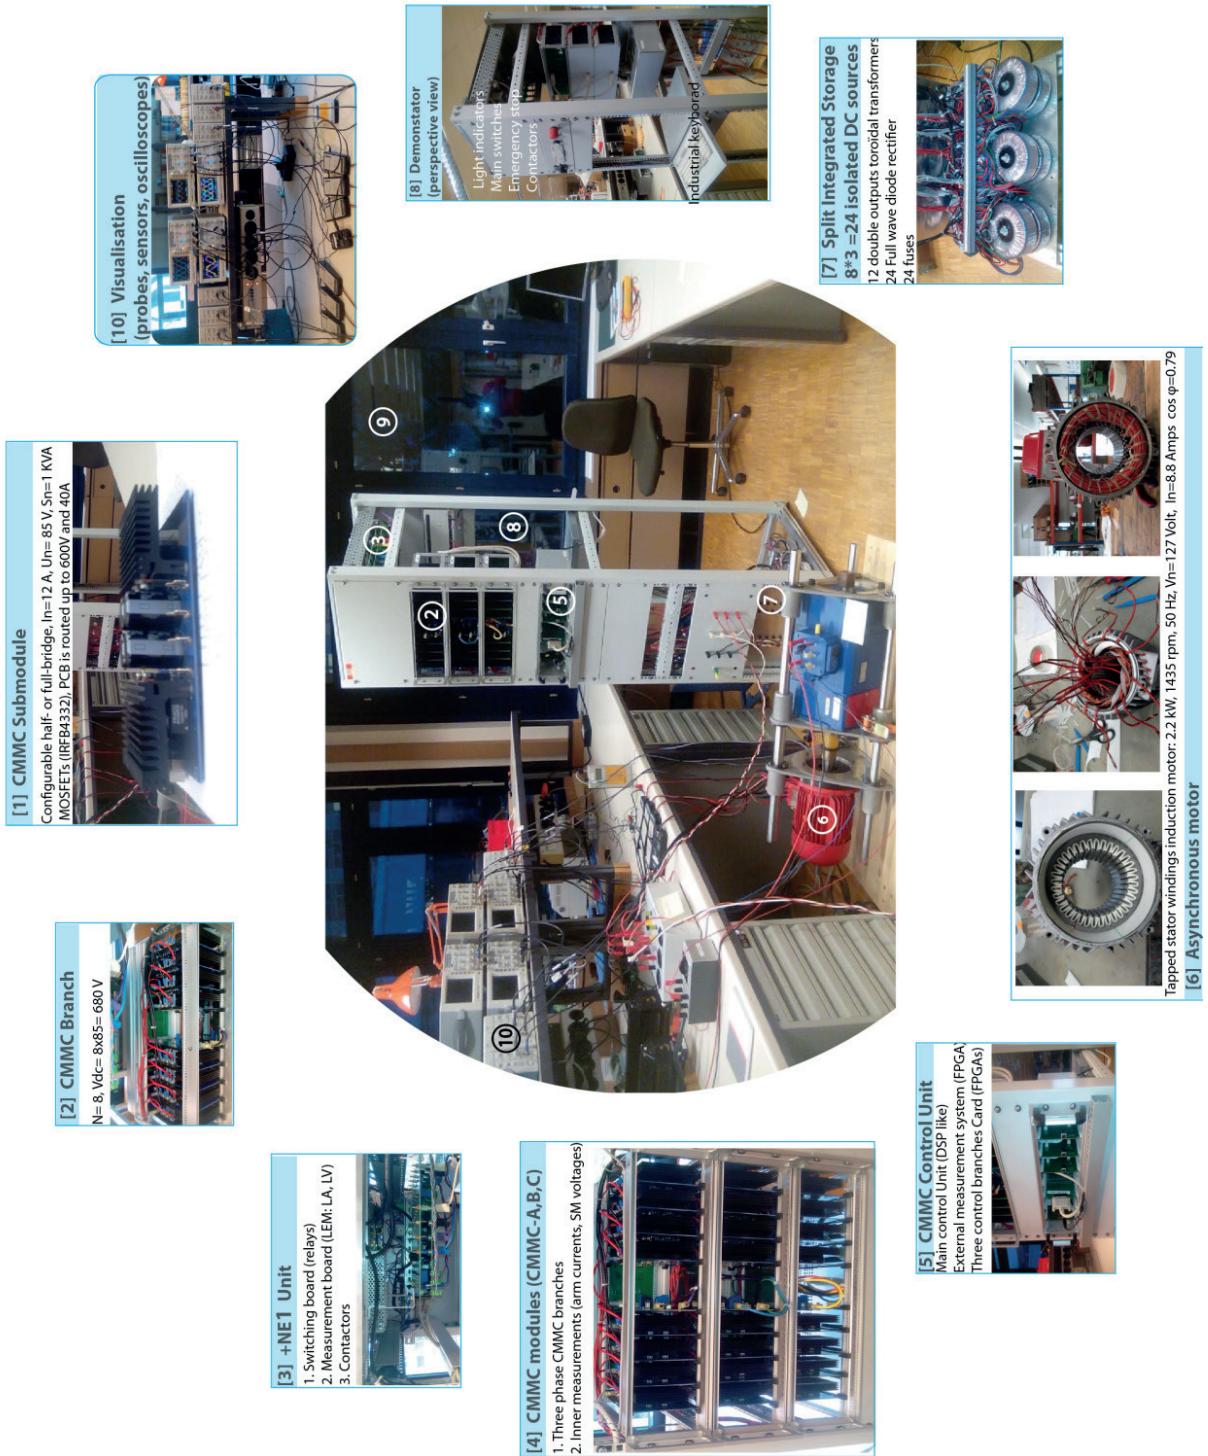 [1] CMMC Submodule
Configurable half- or full-bridge, In=12 A, Un= 85 V, Sn=1 KVA
MOSFETs (IRFB4332), PCB is routed up to 600V and 40A
[2] CMMC Branch
N= 8, Vdc= 8x85= 680 V
[3] +NE1 Unit
1. Switching board (relays)
2. Measurement board (LEM: LA, LV)
3. Contactors
[4] CMMC modules (CMMC-A,B,C)
1. Three phase CMMC branches
2. Inner measurements (arm currents, SM voltages)
[5] CMMC Control Unit
Main control Unit (DSP like)
External measurement system (FPGA)
Three control branches Card (FPGAs)
Tapped stator windings induction motor: 2.2 kW, 1435 rpm, 50 Hz, Vn=127 Volt, In=8.8 Amps cos φ=0.79
[6] Asynchronous motor
[7] Split Integrated Storage
8*3 =24 isolated DC sources
12 double outputs toroidal transformers
24 Full wave diode rectifier
24 fuses
[8] Demonstator
(perspective view)
Light indicators
Main switches
Emergency stop
Contactors
Industrial keyborad
[10] Visualisation
(probes, sensors, oscilloscopes)
10
2
3
5
8
9
6
7